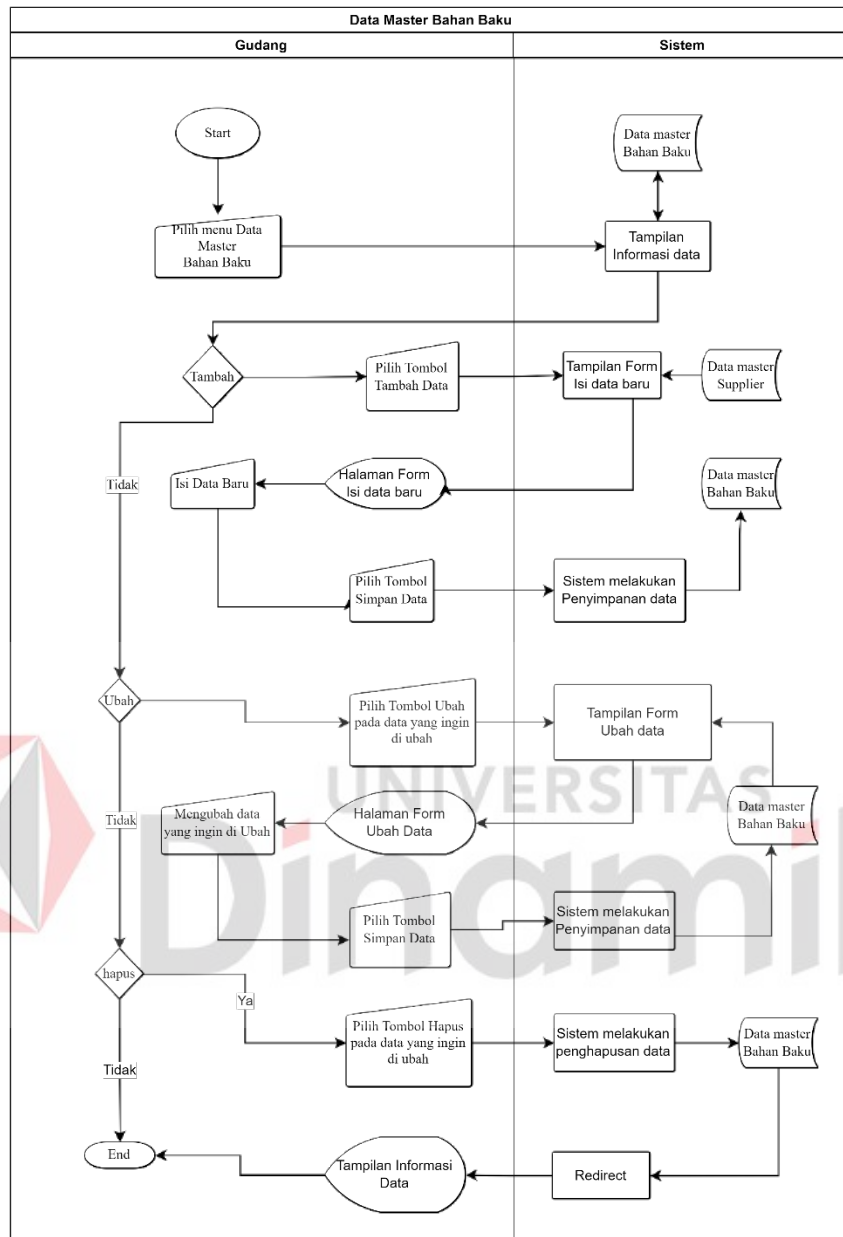 Data Master Bahan Baku
Gudang
Sistem
Start
Data master
Bahan Baku
Pilih menu Data
Master
Bahan Baku
Tampilan
Informasi data
Tambah
Pilih Tombol
Tambah Data
Tampilan Form
Isi data baru
Data master
Supplier
Tidak
Isi Data Baru
Halaman Form
Isi data baru
Data master
Bahan Baku
Pilih Tombol
Simpan Data
Sistem melakukan
Penyimpanan data
Ubah
Pilih Tombol Ubah
pada data yang ingin
di ubah
Tampilan Form
Ubah data
UNIVERSITAS
Dinamik
Tidak
Mengubah data
yang ingin di Ubah
Halaman Form
Ubah Data
Data master
Bahan Baku
Pilih Tombol
Simpan Data
Sistem melakukan
Penyimpanan data
hapus
Ya
Pilih Tombol Hapus
pada data yang ingin
di ubah
Sistem melakukan
penghapusan data
Data master
Bahan Baku
Tidak
End
Tampilan Informasi
Data
Redirect